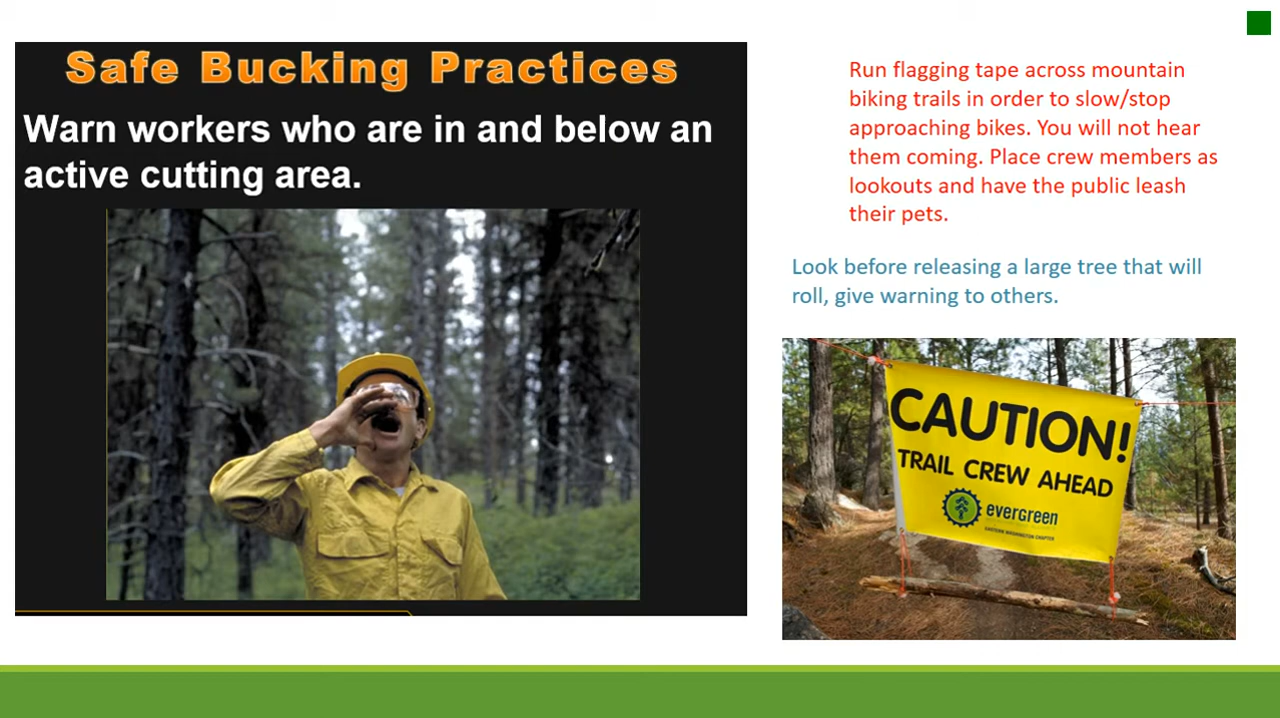 Safe Bucking Practices
Warn workers who are in and below an
active cutting area.
Run flagging tape across mountain
biking trails in order to slow/stop
approaching bikes. You will not hear
them coming. Place crew members as
lookouts and have the public leash
their pets.
Look before releasing a large tree that will
roll, give warning to others.
CAUTION!
TRAIL CREW AHEAD
evergreen
EASTERN WASHINGTON CHAPTER